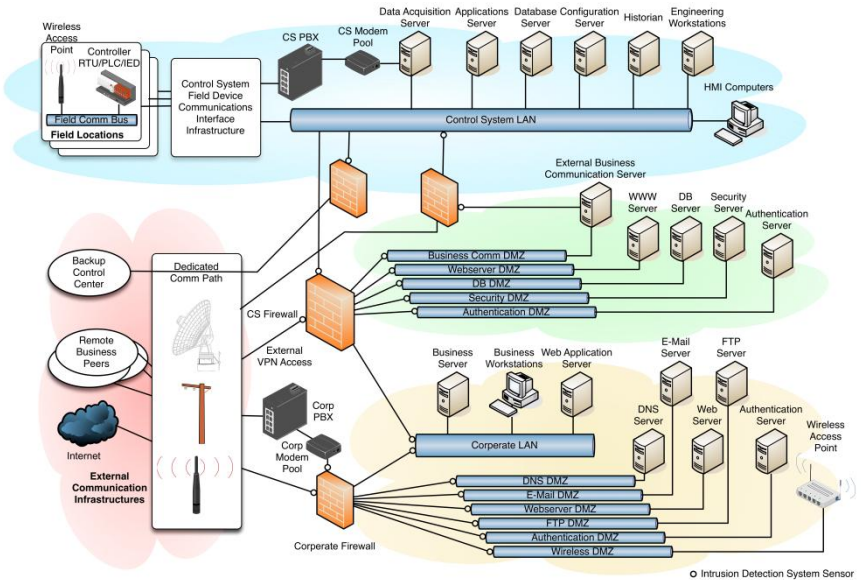 Wireless
Access
Point
Controller
RTU/PLC/IED
Field Comm Bus
Field Locations
Control System
Field Device
Communications
Interface
Infrastructure
CS PBX
CS Modem
Pool
Data Acquisition
Server
Applications
Server
Database
Server
Configuration
Server
Historian
Engineering
Workstations
HMI Computers
Control System LAN
External Business
Communication Server
WWW
Server
DB
Server
Security
Server
Authentication
Server
Backup
Control
Center
Dedicated
Comm Path
CS Firewall
Business Comm DMZ
Webserver DMZ
DB DMZ
Security DMZ
Authentication DMZ
Remote
Business
Peers
External
VPN Access
Internet
External
Communication
Infrastructures
Corp
PBX
Corp
Modem
Pool
Corporate Firewall
Business
Server
Business
Workstations
Web Application
Server
E-Mail
Server
FTP
Server
DNS
Server
Web
Server
Authentication
Server
Wireless
Access
Point
Corperate LAN
DNS DMZ
E-Mail DMZ
Webserver DMZ
FTP DMZ
Authentication DMZ
Wireless DMZ
Intrusion Detection System Sensor